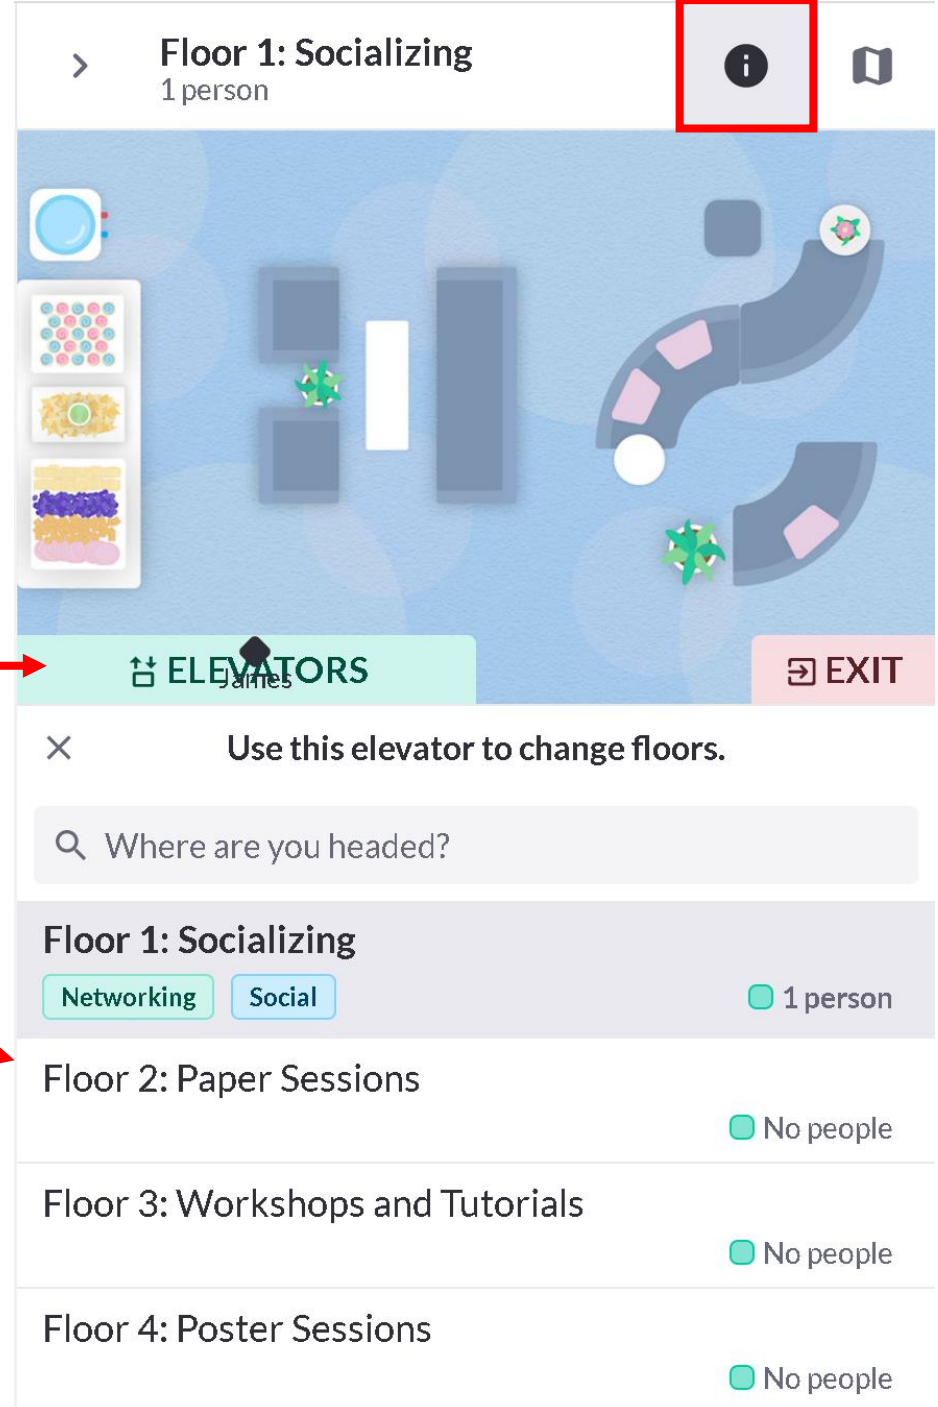 Floor 1: Socializing
1 person
ELEVATORS
James
EXIT
Use this elevator to change floors.
Where are you headed?
Floor 1: Socializing
Networking Social 1 person
Floor 2: Paper Sessions
No people
Floor 3: Workshops and Tutorials
No people
Floor 4: Poster Sessions
No people